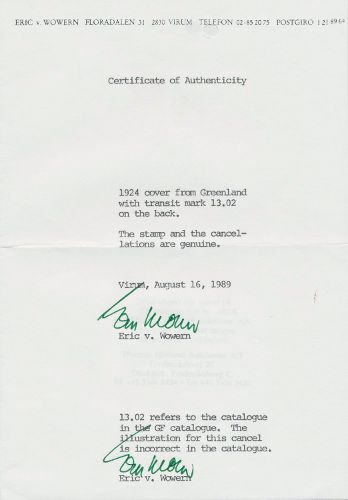 ERIC v. WOWERN FLORADALEN 31 2830 VIRUM TELEFON 02-85 20 75 POSTGIRO 1 21 89 64
Certificate of Authenticity
1924 cover from Greenland
with transit mark 13.02
on the back.
The stamp and the cancel-
lations are genuine.
Virum, August 16, 1989
Eric v. Wowern
13.02 refers to the catalogue
in the GF catalogue. The
illustration for this cancel
is incorrect in the catalogue.
Eric v. Wowern